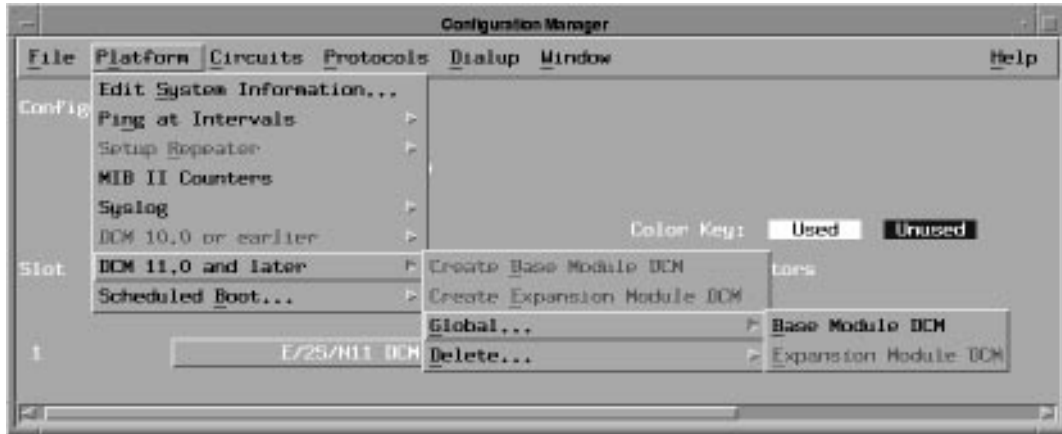 Configuration Manager
File Platform Circuits Protocols Dialup Window Help
Edit System Information...
Config
Ping at Intervals
Setup Repeater
MIB II Counters
Syslog
Color Key: Used Unused
DCM 10.0 or earlier
Slot DCM 11.0 and later Create Base Module DCM tors
Scheduled Boot... Create Expansion Module DCM
Global... Base Module DCM
1 E/2S/N11 DCM Delete... Expansion Module DCM